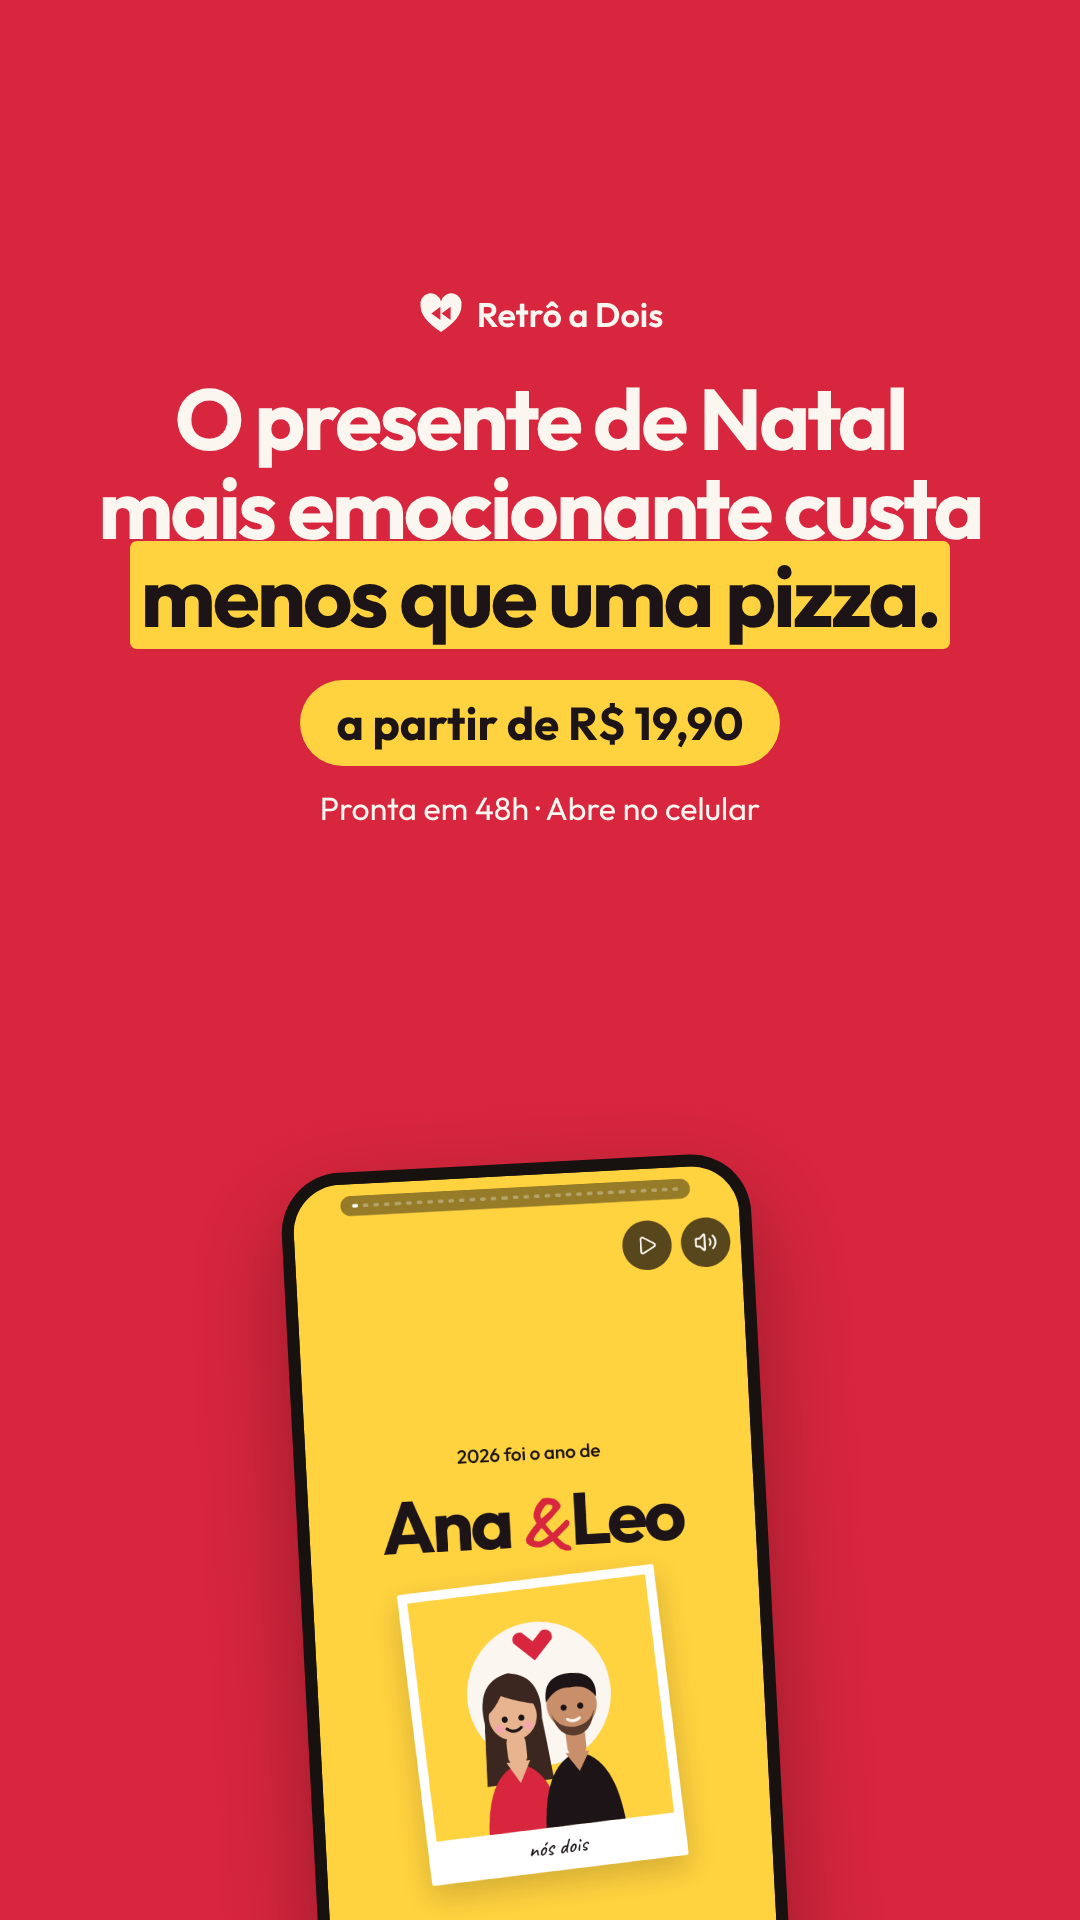 Retrô a Dois
O presente de Natal
mais emocionante custa
menos que uma pizza.
a partir de R$ 19,90
Pronta em 48h · Abre no celular
2026 foi o ano de
Ana &Leo
nós dois